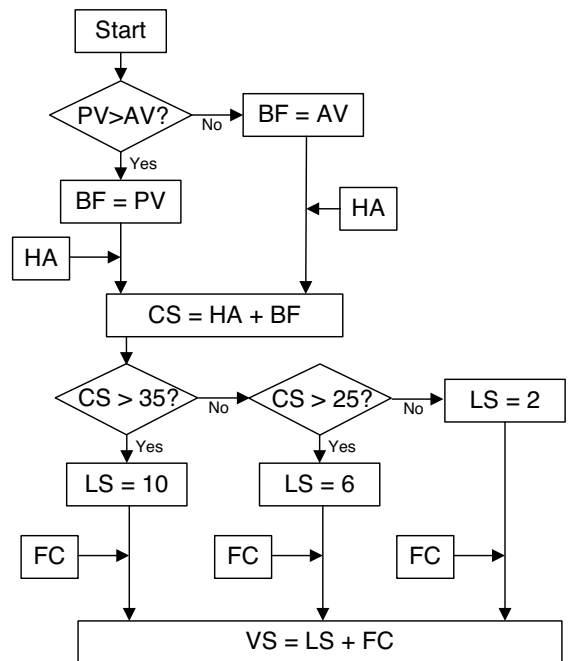 Start
PV>AV?
No
BF = AV
Yes
BF = PV
HA
HA
CS = HA + BF
CS > 35?
No
CS > 25?
No
LS = 2
Yes
Yes
LS = 10
LS = 6
FC
FC
FC
VS = LS + FC